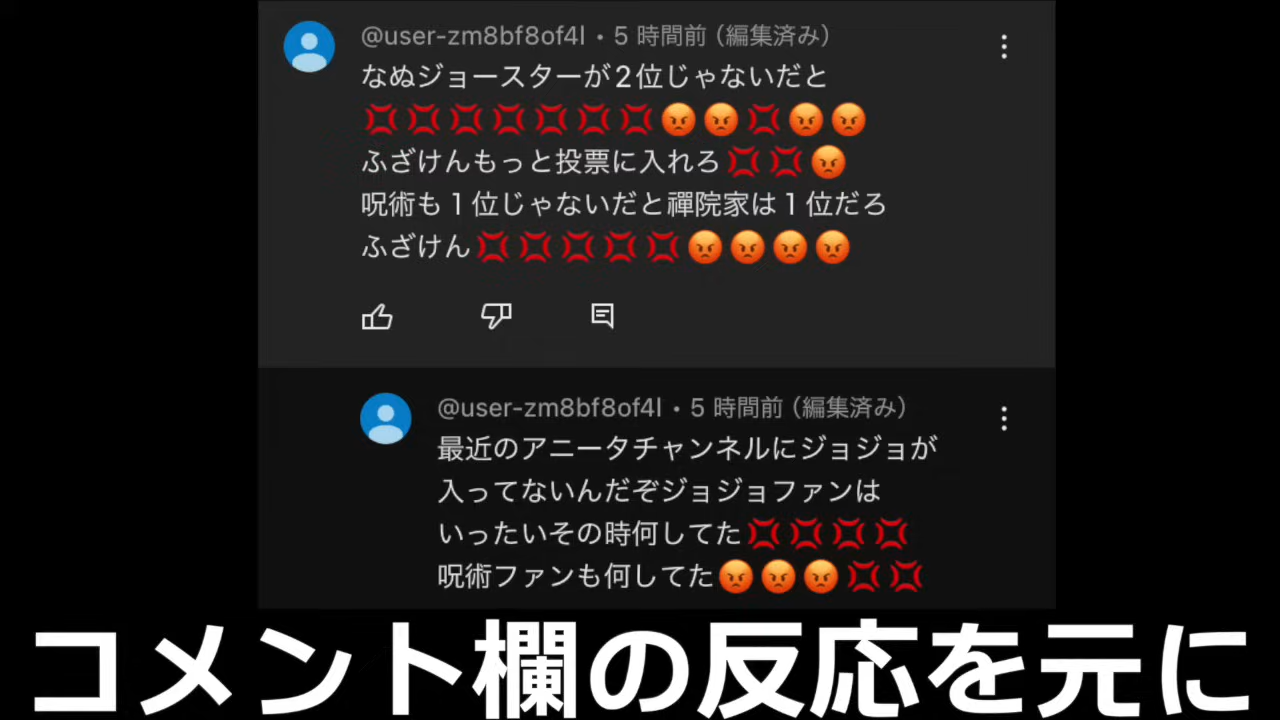 @user-zm8bf8of4l・5 時間前（編集済み）
なぬジョースターが２位じゃないだと
💢💢💢💢💢💢💢😡😡💢😡😡
ふざけんもっと投票に入れろ💢💢😡
呪術も１位じゃないだと禪院家は１位だろ
ふざけん💢💢💢💢💢😡😡😡😡
@user-zm8bf8of4l・5 時間前（編集済み）
最近のアニータチャンネルにジョジョが
入ってないんだぞジョジョファンは
いったいその時何してた💢💢💢💢
呪術ファンも何してた😡😡😡💢💢
コメント欄の反応を元に